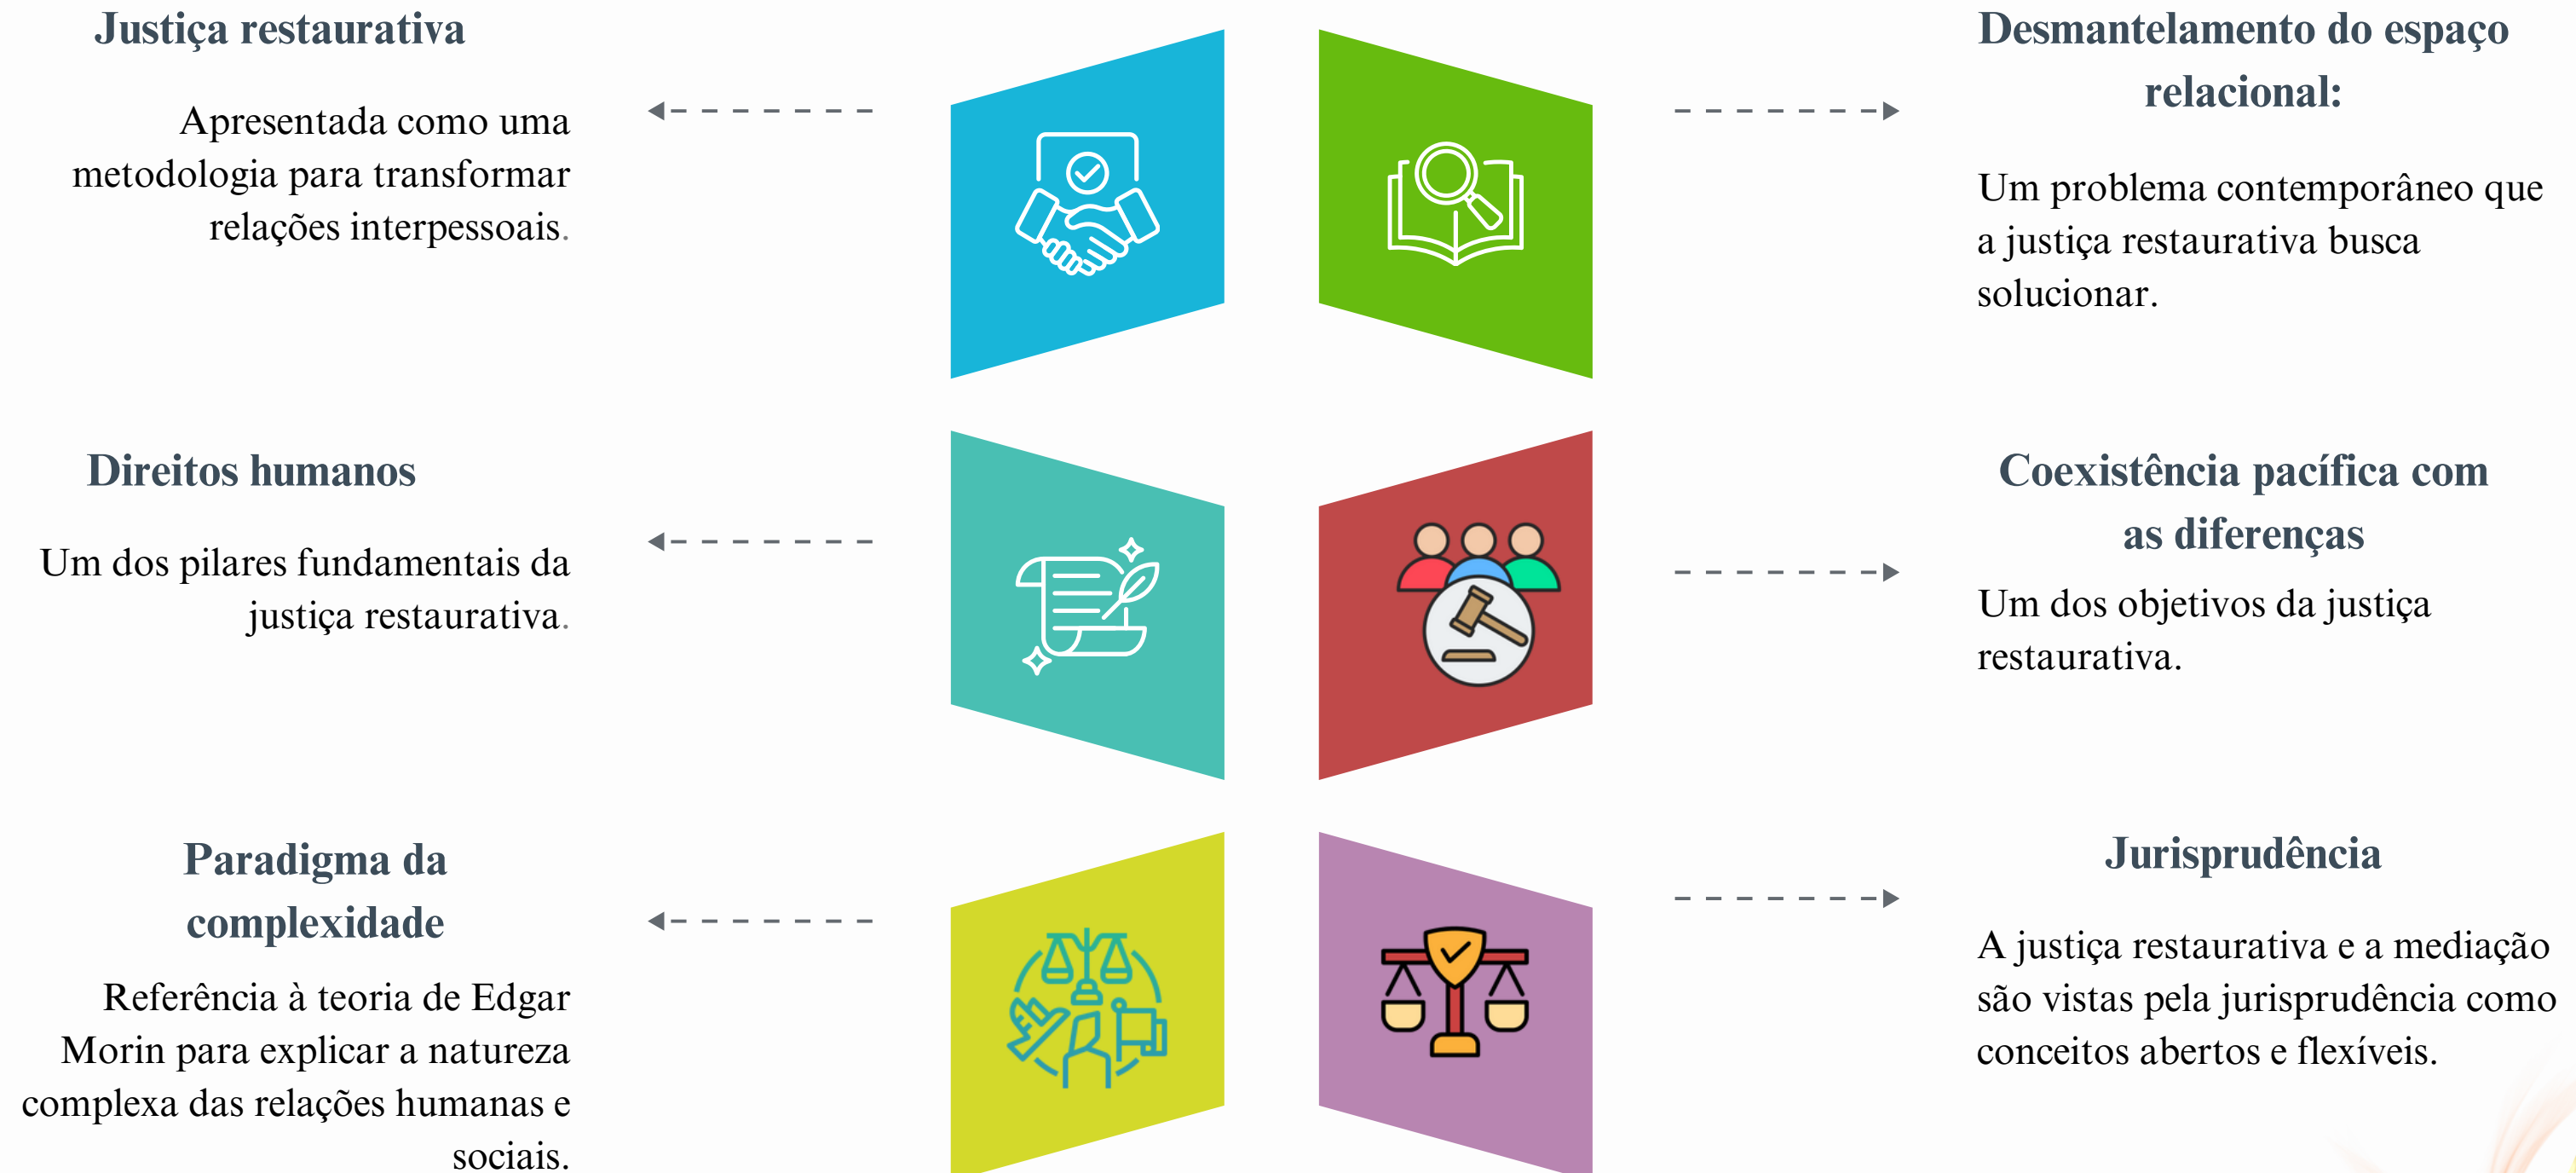 Justiça restaurativa
Apresentada como uma
metodologia para transformar
relações interpessoais.
Desmantelamento do espaço
relacional:
Um problema contemporâneo que
a justiça restaurativa busca
solucionar.
Direitos humanos
Um dos pilares fundamentais da
justiça restaurativa.
Coexistência pacífica com
as diferenças
Um dos objetivos da justiça
restaurativa.
Paradigma da
complexidade
Referência à teoria de Edgar
Morin para explicar a natureza
complexa das relações humanas e
sociais.
Jurisprudência
A justiça restaurativa e a mediação
são vistas pela jurisprudência como
conceitos abertos e flexíveis.